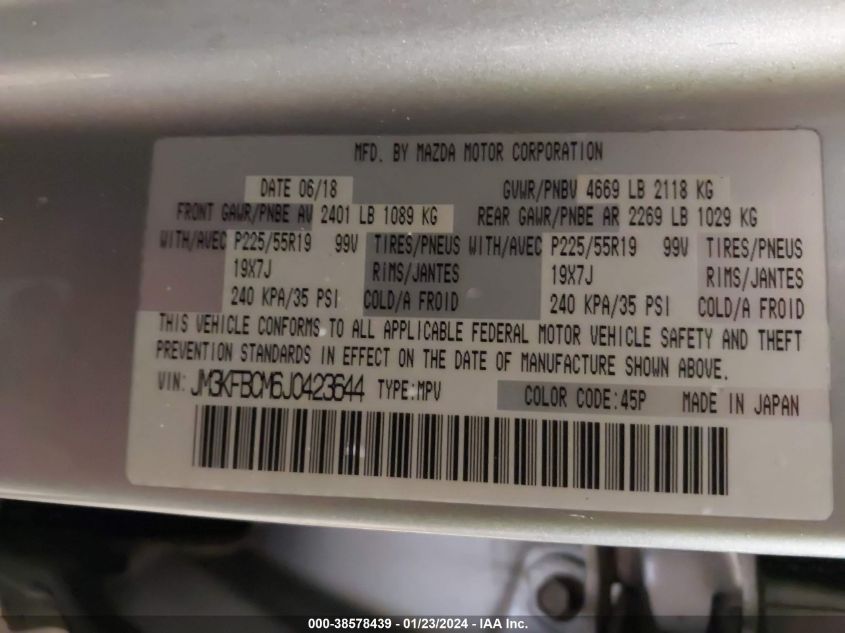 MFD. BY MAZDA MOTOR CORPORATION
DATE 06/18 GVWR/PNBV 4669 LB 2118 KG
FRONT GAWR/PNBE AV 2401 LB 1089 KG REAR GAWR/PNBE AR 2269 LB 1029 KG
WITH/AVEC P225/55R19 99V TIRES/PNEUS WITH/AVEC P225/55R19 99V TIRES/PNEUS
19X7J RIMS/JANTES 19X7J RIMS/JANTES
240 KPA/35 PSI COLD/A FROID 240 KPA/35 PSI COLD/A FROID
THIS VEHICLE CONFORMS TO ALL APPLICABLE FEDERAL MOTOR VEHICLE SAFETY AND THEFT
PREVENTION STANDARDS IN EFFECT ON THE DATE OF MANUFACTURE SHOWN ABOVE.
VIN: JM3KFBCM6J0423644 TYPE:MPV COLOR CODE:45P MADE IN JAPAN
000-38578439 - 01/23/2024 - IAA Inc.